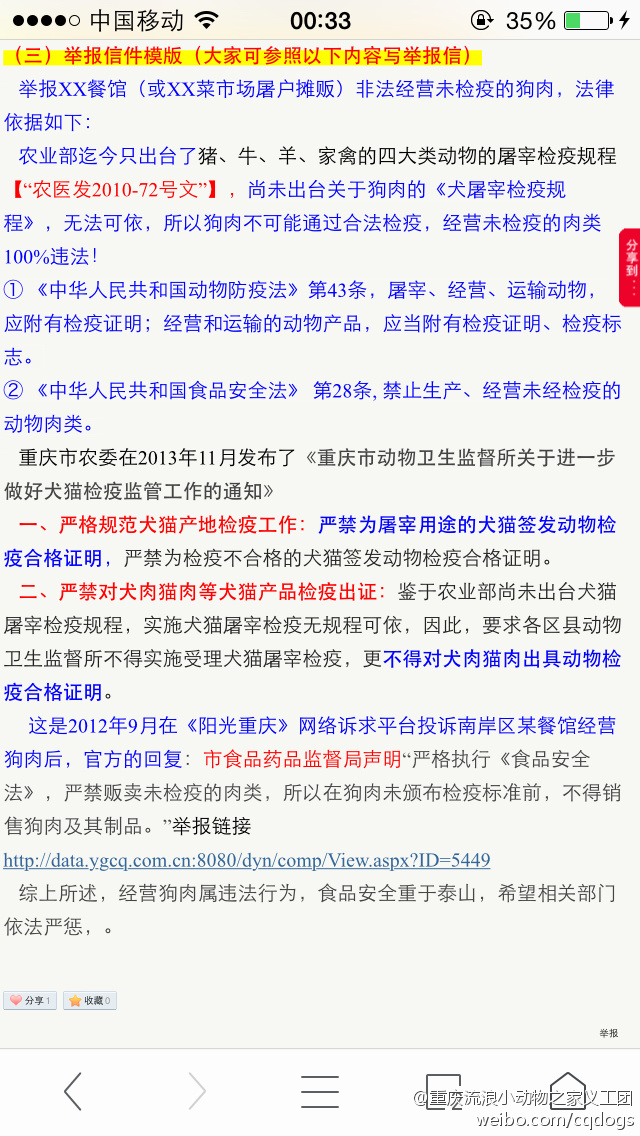 中国移动 00:33 35%
（三）举报信件模版（大家可参照以下内容写举报信）
举报XX餐馆（或XX菜市场屠户摊贩）非法经营未检疫的狗肉，法律
依据如下：
农业部迄今只出台了猪、牛、羊、家禽的四大类动物的屠宰检疫规程
【“农医发2010-72号文”】，尚未出台关于狗肉的《犬屠宰检疫规
程》，无法可依，所以狗肉不可能通过合法检疫，经营未检疫的肉类
100%违法！
① 《中华人民共和国动物防疫法》第43条，屠宰、经营、运输动物，
应附有检疫证明；经营和运输的动物产品，应当附有检疫证明、检疫标
志。
② 《中华人民共和国食品安全法》 第28条, 禁止生产、经营未经检疫的
动物肉类。
重庆市农委在2013年11月发布了《重庆市动物卫生监督所关于进一步
做好犬猫检疫监管工作的通知》
一、严格规范犬猫产地检疫工作：严禁为屠宰用途的犬猫签发动物检
疫合格证明，严禁为检疫不合格的犬猫签发动物检疫合格证明。
二、严禁对犬肉猫肉等犬猫产品检疫出证：鉴于农业部尚未出台犬猫
屠宰检疫规程，实施犬猫屠宰检疫无规程可依，因此，要求各区县动物
卫生监督所不得实施受理犬猫屠宰检疫，更不得对犬肉猫肉出具动物检
疫合格证明。
这是2012年9月在《阳光重庆》网络诉求平台投诉南岸区某餐馆经营
狗肉后，官方的回复：市食品药品监督局声明“严格执行《食品安全
法》，严禁贩卖未检疫的肉类，所以在狗肉未颁布检疫标准前，不得销
售狗肉及其制品。”举报链接
http://data.ygcq.com.cn:8080/dyn/comp/View.aspx?ID=5449
综上所述，经营狗肉属违法行为，食品安全重于泰山，希望相关部门
依法严惩，。
分享到...
分享 1 收藏 0
举报
2
@重庆流浪小动物之家义工团
weibo.com/cqdogs